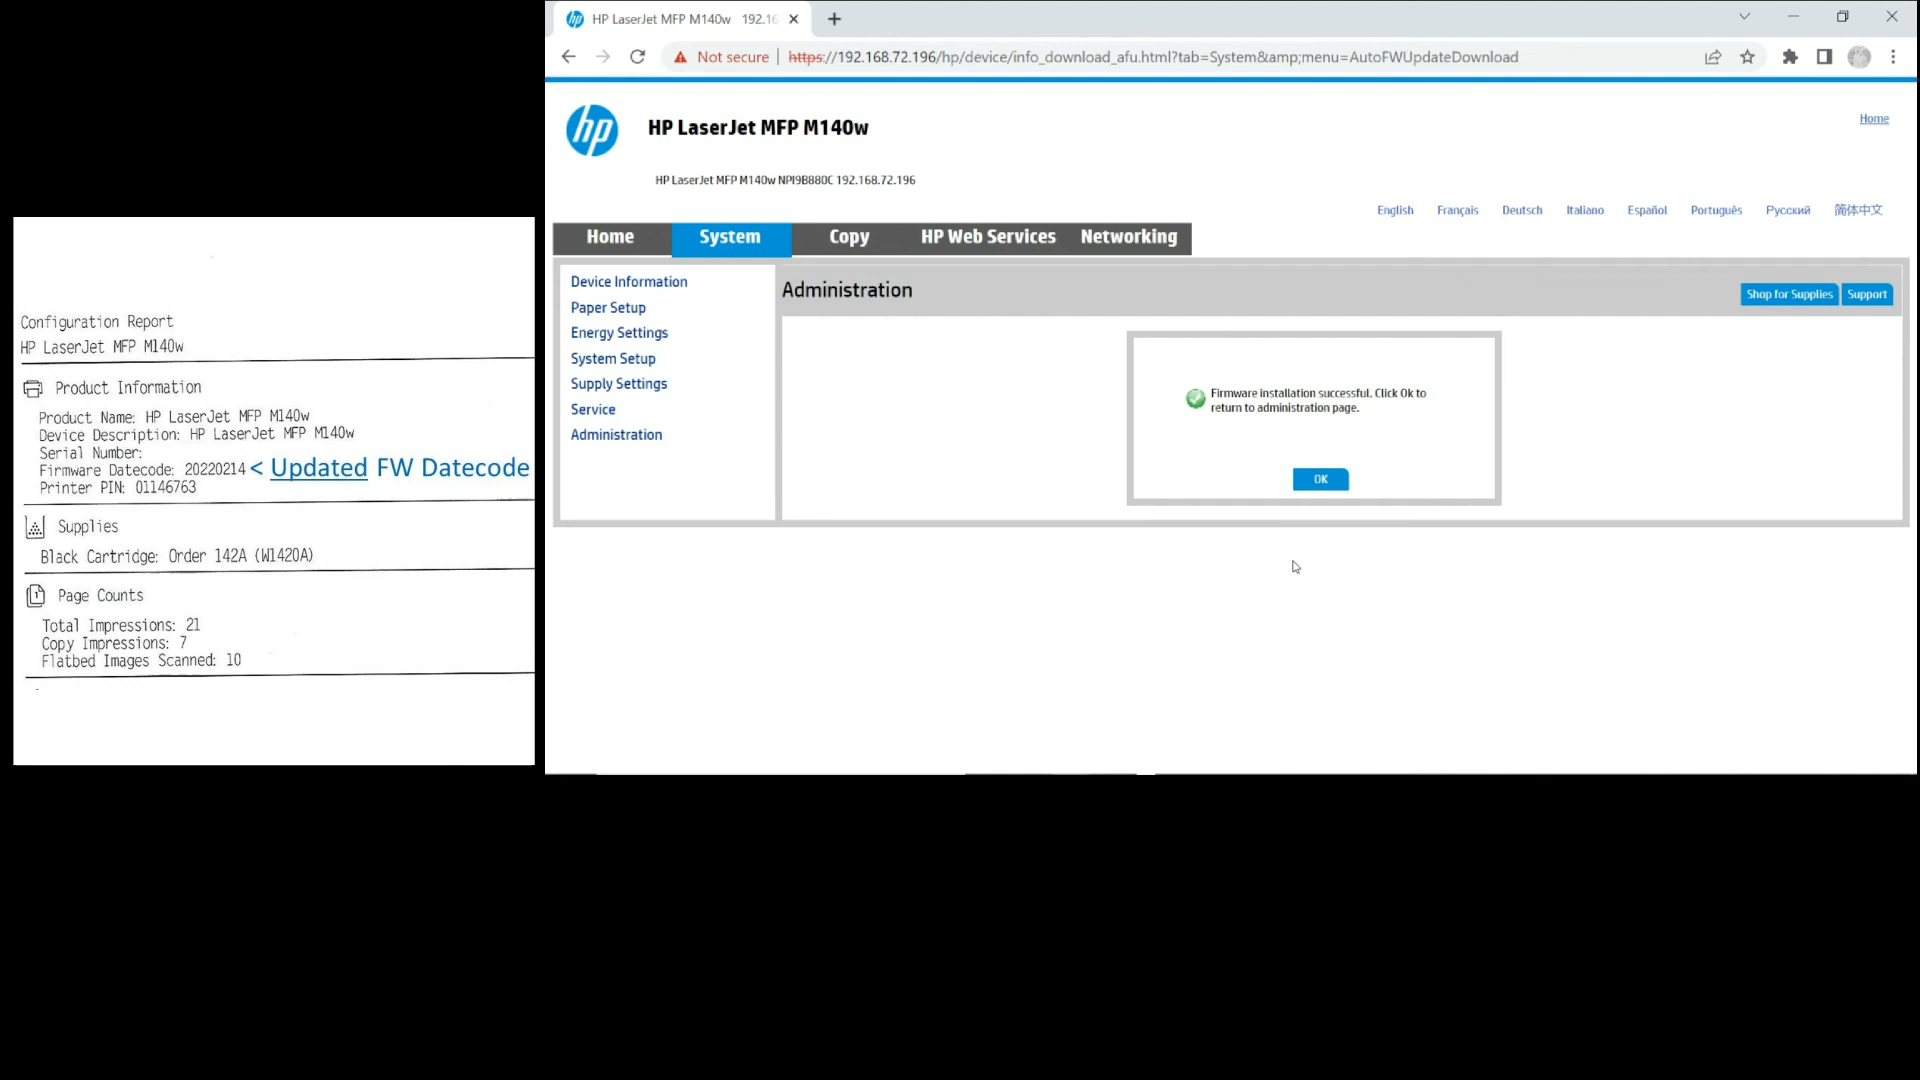 Configuration Report
HP LaserJet MFP M140w
Product Information
Product Name: HP LaserJet MFP M140w
Device Description: HP LaserJet MFP M140w
Serial Number:
Firmware Datecode: 20220214 < Updated FW Datecode
Printer PIN: 01146763
Supplies
Black Cartridge: Order 142A (W1420A)
1 Page Counts
Total Impressions: 21
Copy Impressions: 7
Flatbed Images Scanned: 10
hp HP LaserJet MFP M140w 192.16
Not secure https://192.168.72.196/hp/device/info_download_afu.html?tab=System&amp;menu=AutoFWUpdateDownload
hp HP LaserJet MFP M140w
Home
HP LaserJet MFP M140w NPI9B880C 192.168.72.196
English Français Deutsch Italiano Español Português Русский 简体中文
Home System Copy HP Web Services Networking
Device Information
Paper Setup
Energy Settings
System Setup
Supply Settings
Service
Administration
Administration
Shop for Supplies Support
Firmware installation successful. Click Ok to
return to administration page.
OK